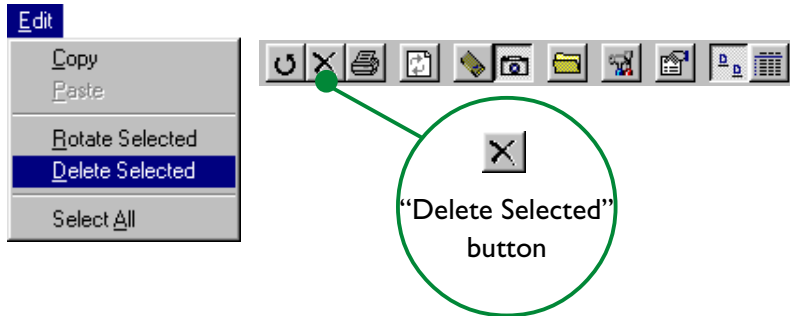 Edit
Copy
Paste
Rotate Selected
Delete Selected
Select All
D
D
“Delete Selected”
button